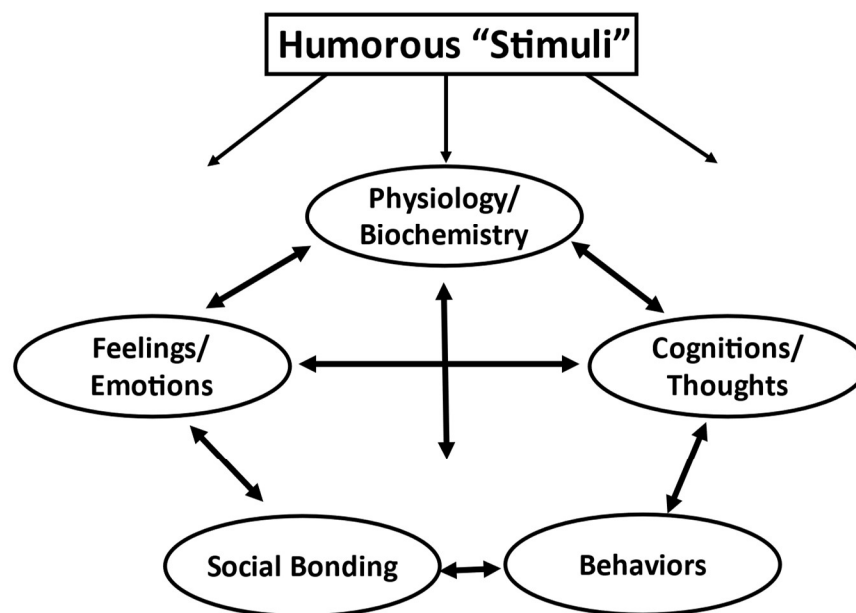 Humorous “Stimuli”
Physiology/
Biochemistry
Feelings/
Emotions
Cognitions/
Thoughts
Social Bonding
Behaviors